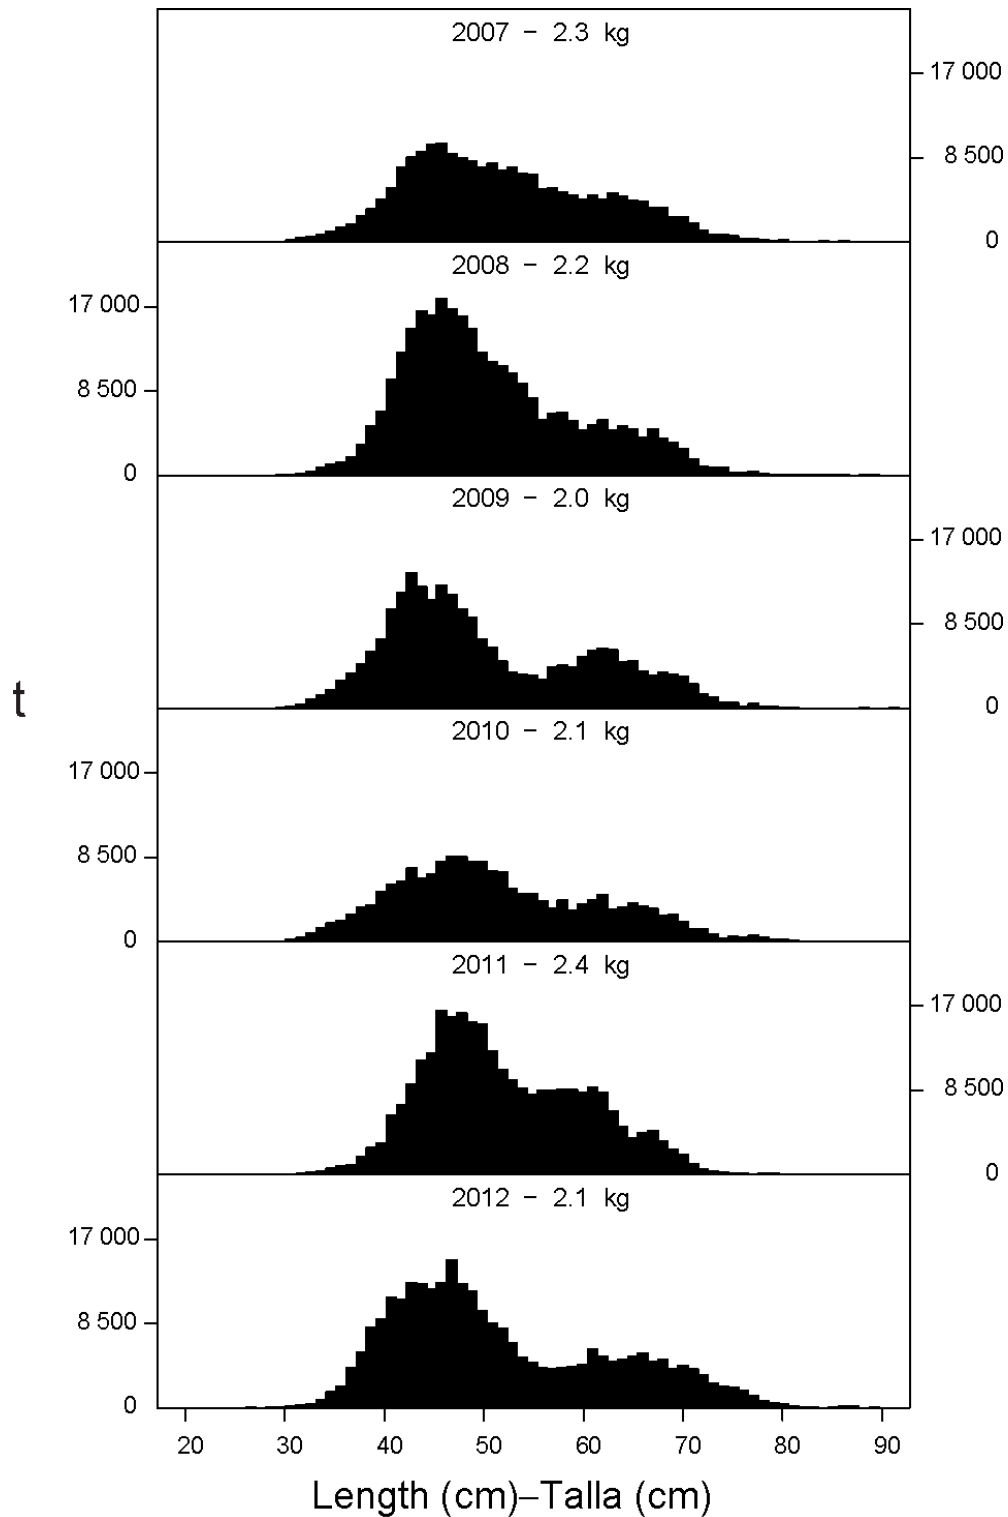 2007 – 2.3 kg
17 000
8 500
0
2008 – 2.2 kg
17 000
8 500
0
2009 – 2.0 kg
17 000
8 500
0
t
2010 – 2.1 kg
17 000
8 500
0
2011 – 2.4 kg
17 000
8 500
0
2012 – 2.1 kg
17 000
8 500
0
20 30 40 50 60 70 80 90
Length (cm)–Talla (cm)